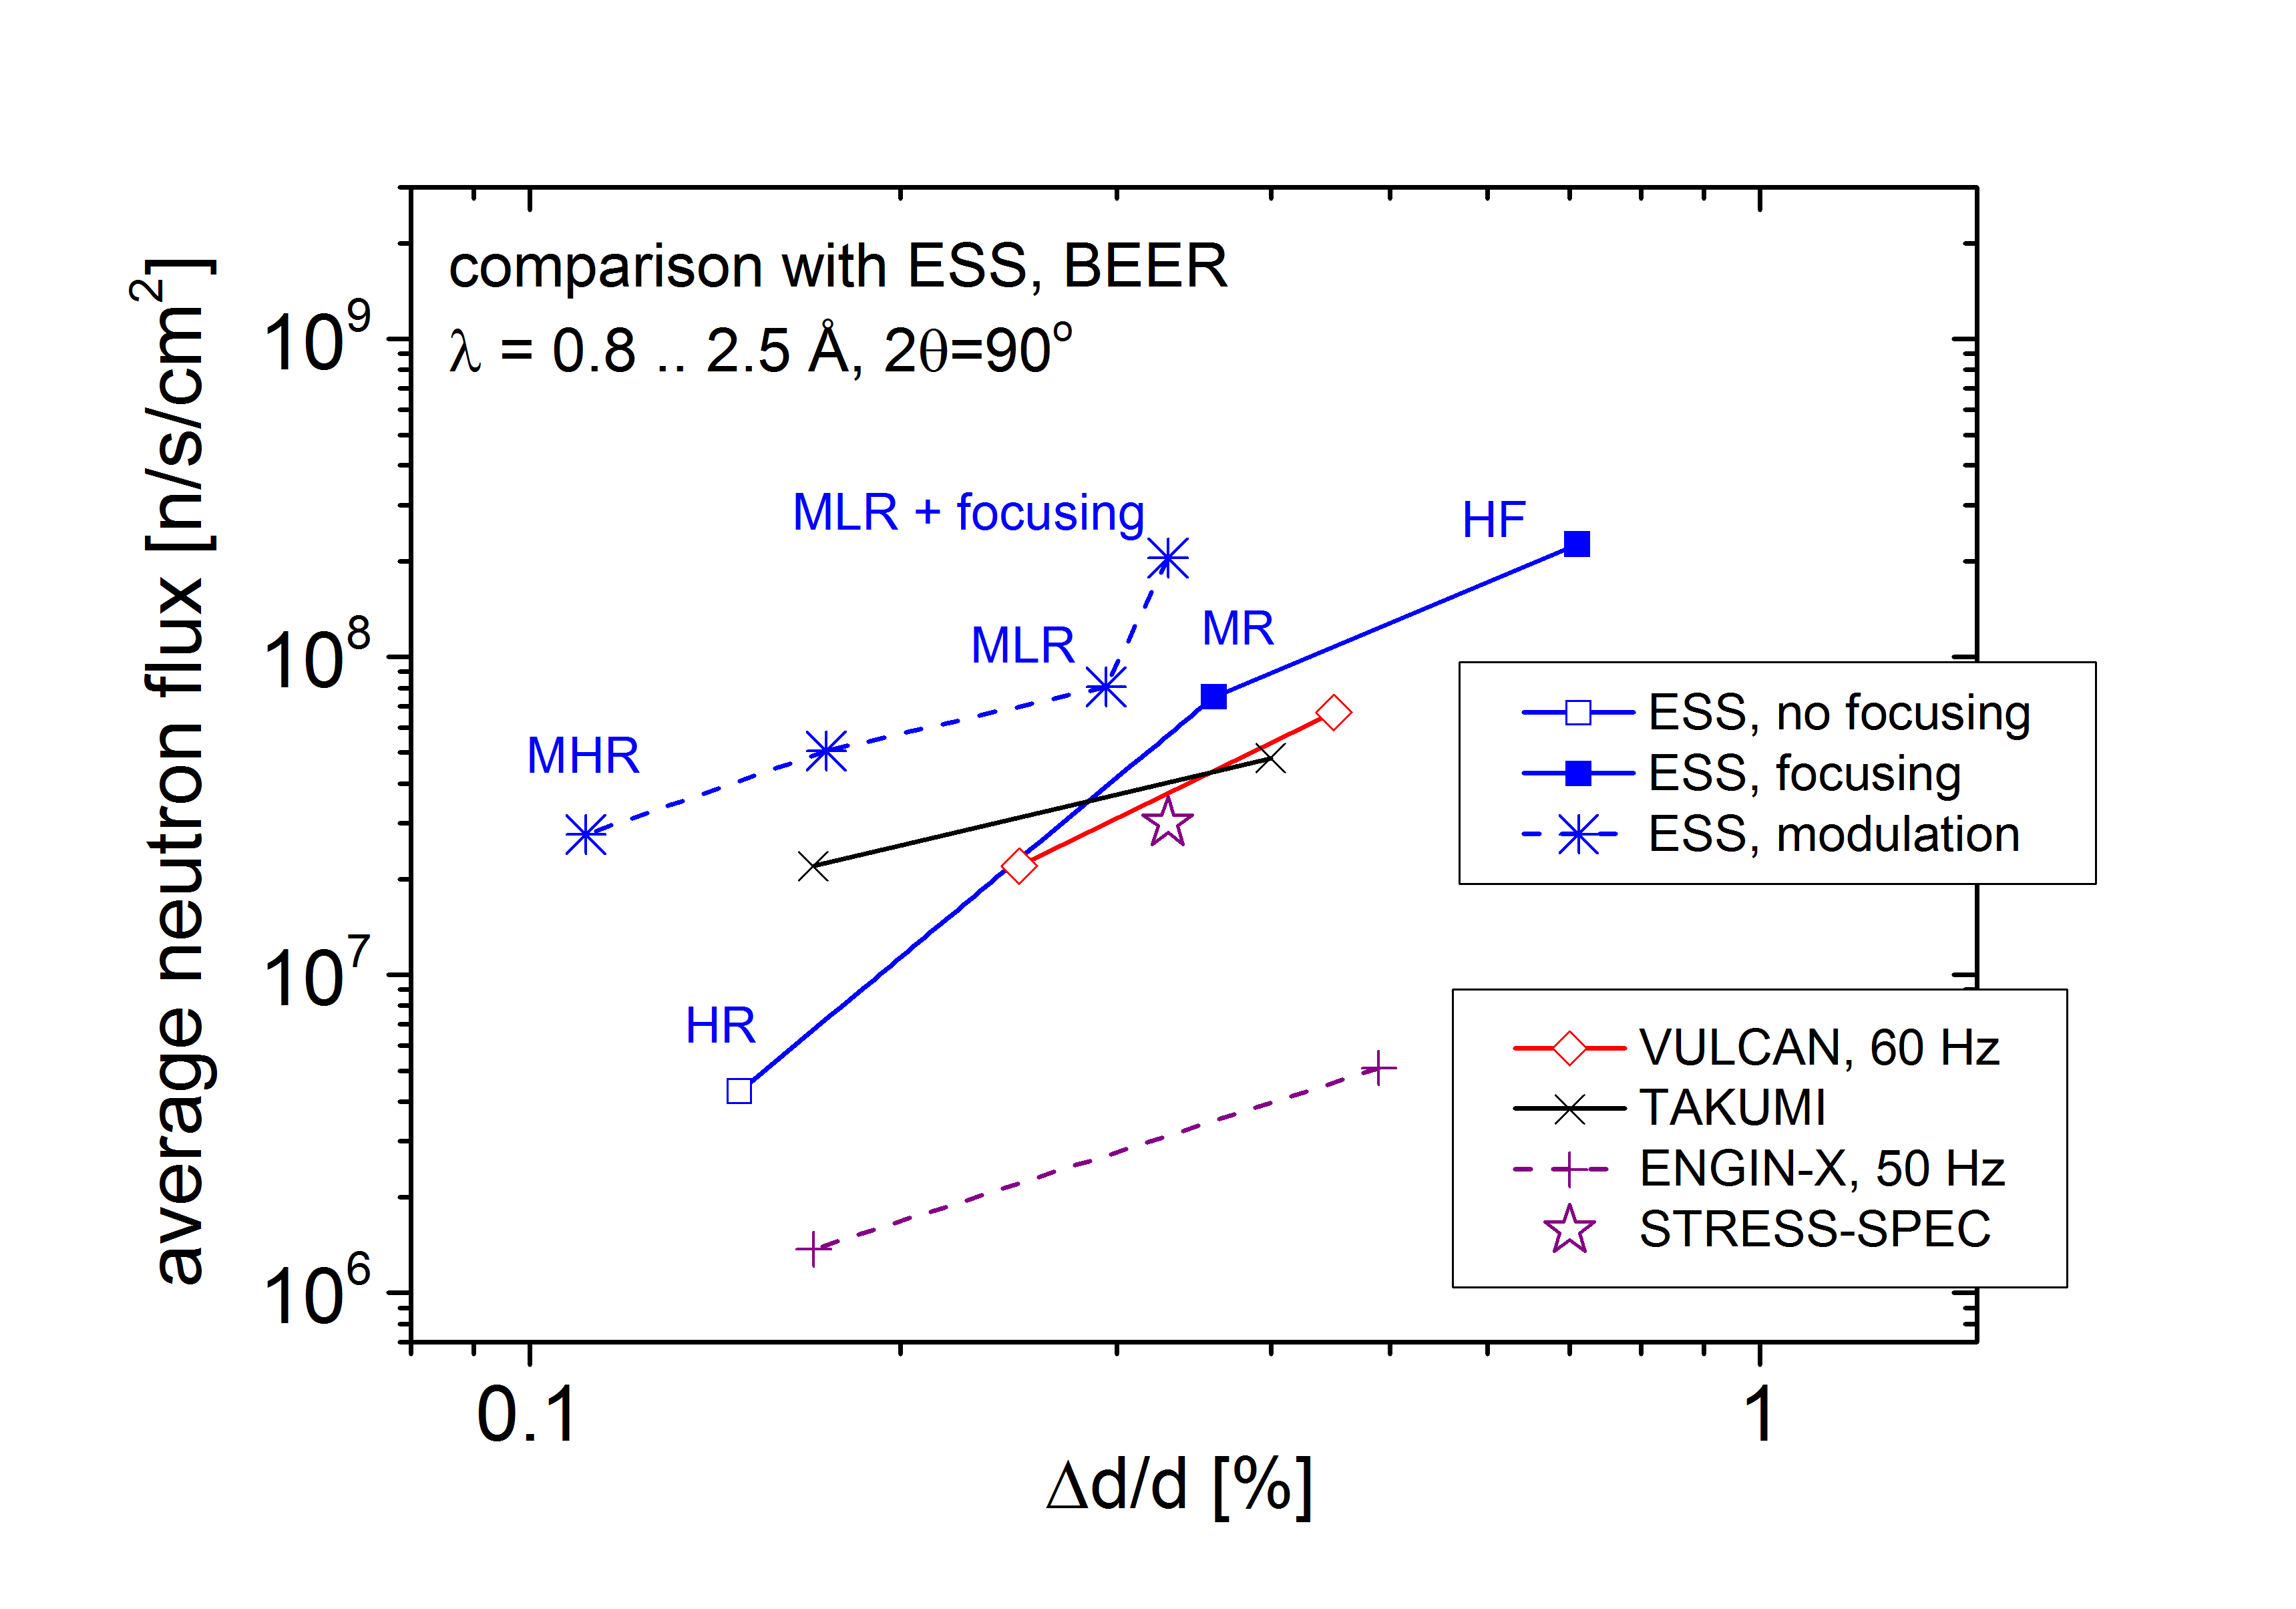 comparison with ESS, BEER
λ = 0.8 .. 2.5 Å, 2θ=90°
average neutron flux [n/s/cm²]
10⁹
10⁸
10⁷
10⁶
MLR + focusing
HF
MR
MLR
MHR
HR
ESS, no focusing
ESS, focusing
ESS, modulation
VULCAN, 60 Hz
TAKUMI
ENGIN-X, 50 Hz
STRESS-SPEC
0.1
1
Δd/d [%]